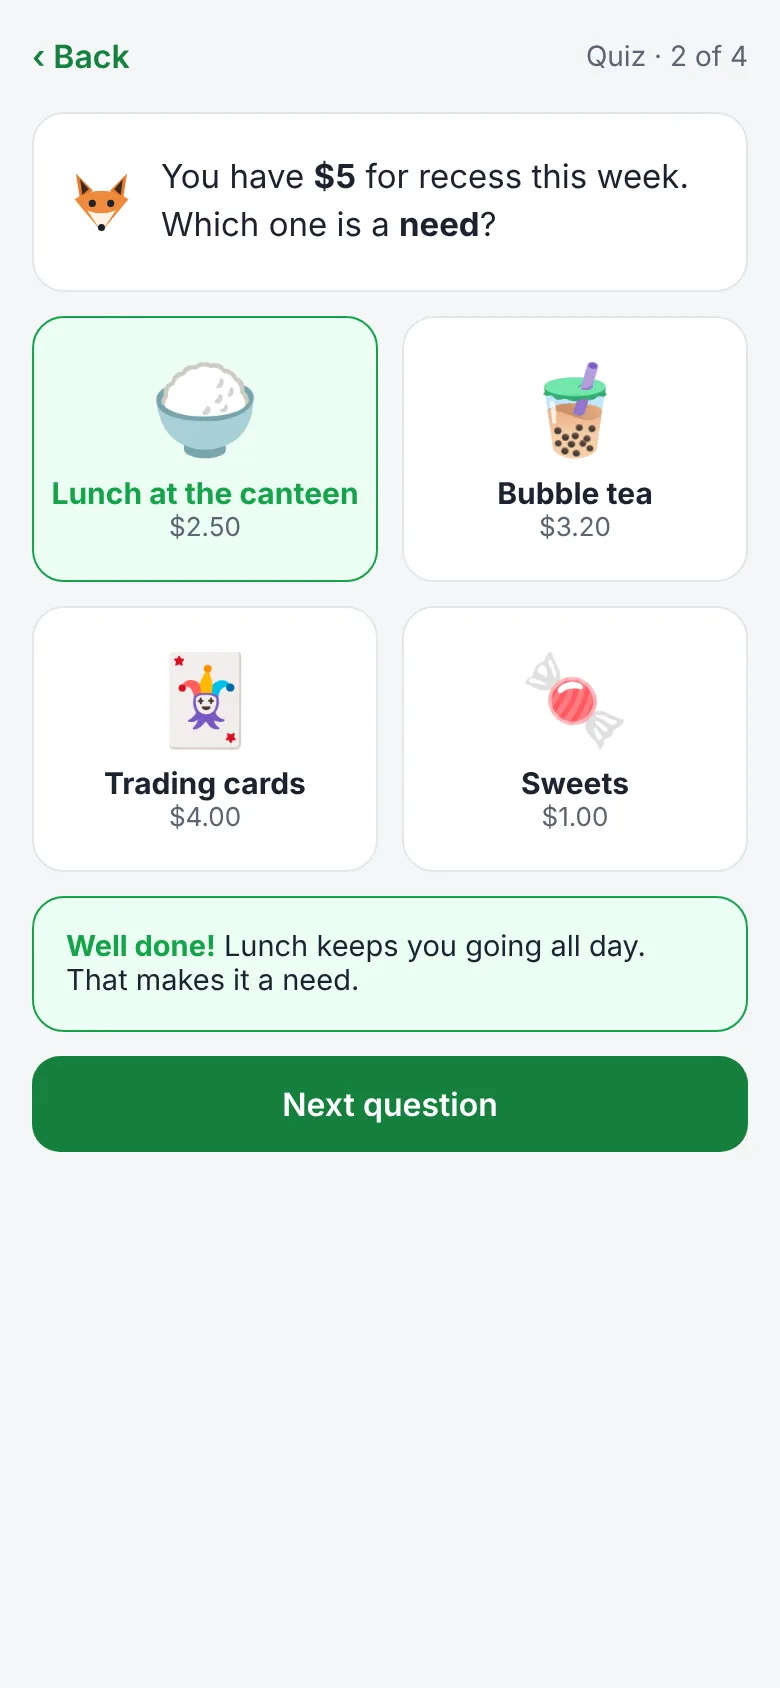 ‹ Back
Quiz · 2 of 4
You have $5 for recess this week.
Which one is a need?
Lunch at the canteen
$2.50
Bubble tea
$3.20
Trading cards
$4.00
Sweets
$1.00
Well done! Lunch keeps you going all day.
That makes it a need.
Next question